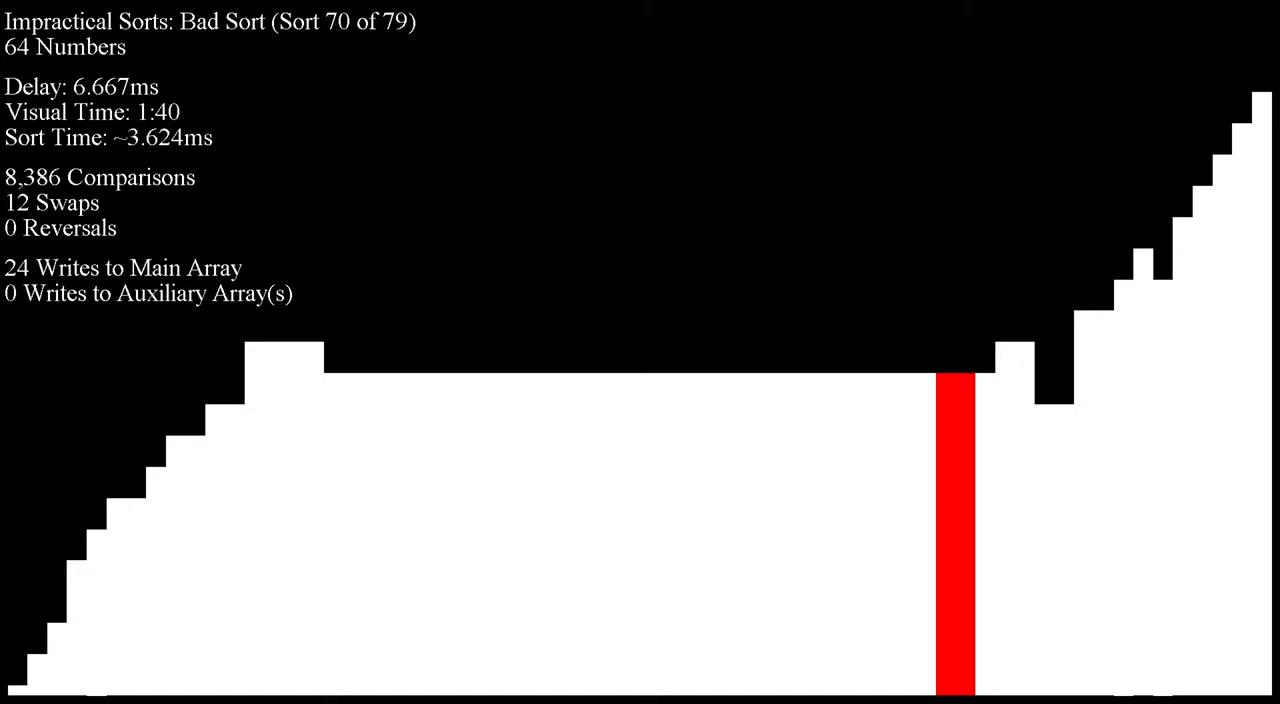 Impractical Sorts: Bad Sort (Sort 70 of 79)
64 Numbers
Delay: 6.667ms
Visual Time: 1:40
Sort Time: ~3.624ms
8,386 Comparisons
12 Swaps
0 Reversals
24 Writes to Main Array
0 Writes to Auxiliary Array(s)